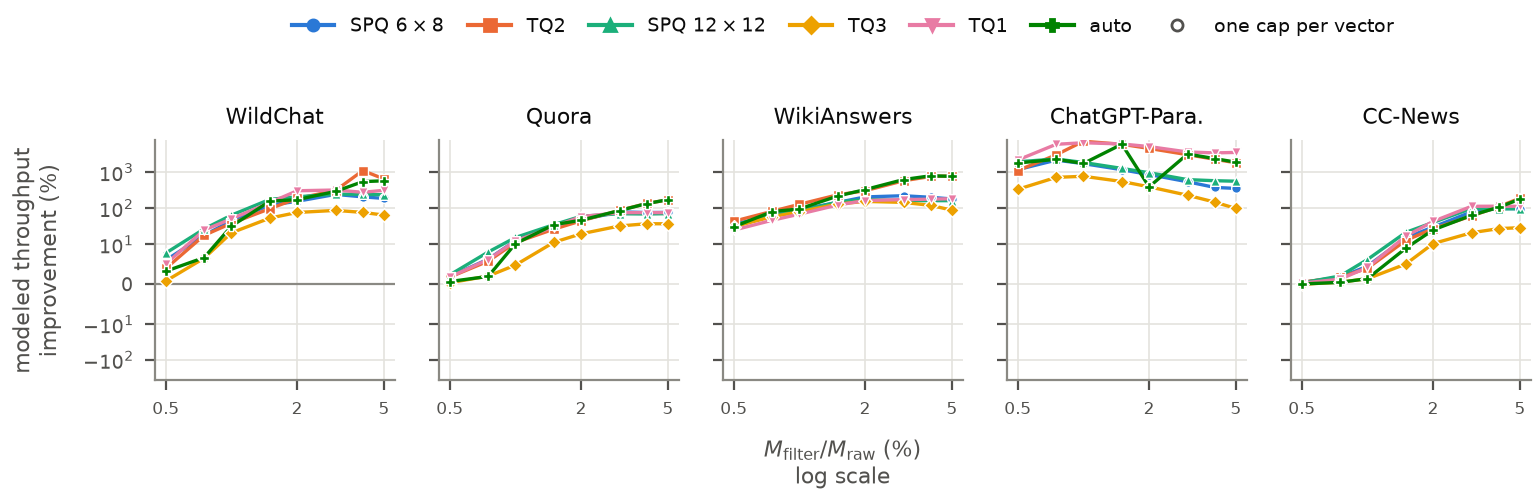 SPQ 6 × 8 TQ2 SPQ 12 × 12 TQ3 TQ1 auto one cap per vector
WildChat Quora WikiAnswers ChatGPT-Para. CC-News
modeled throughput
improvement (%)
10³
10²
10¹
0
−10¹
−10²
0.5 2 5 0.5 2 5 0.5 2 5 0.5 2 5 0.5 2 5
M_filter/M_raw (%)
log scale